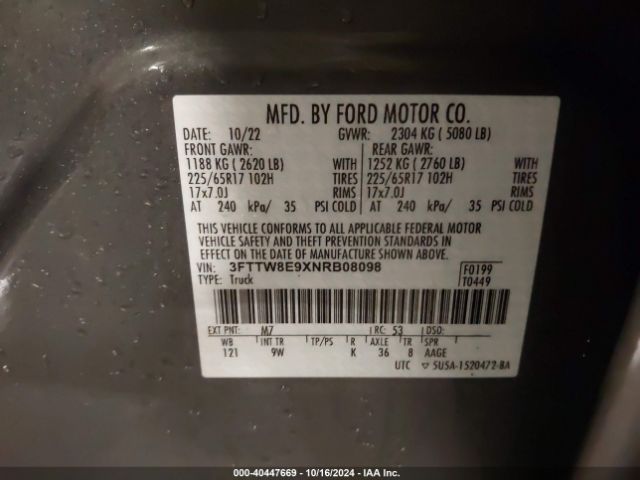 MFD. BY FORD MOTOR CO.
DATE: 10/22 GVWR: 2304 KG ( 5080 LB)
FRONT GAWR: REAR GAWR:
1188 KG ( 2620 LB) WITH 1252 KG ( 2760 LB) WITH
225/65R17 102H TIRES 225/65R17 102H TIRES
17x7.0J RIMS 17x7.0J RIMS
AT 240 kPa/ 35 PSI COLD AT 240 kPa/ 35 PSI COLD
THIS VEHICLE CONFORMS TO ALL APPLICABLE FEDERAL MOTOR
VEHICLE SAFETY AND THEFT PREVENTION STANDARDS IN
EFFECT ON THE DATE OF MANUFACTURE SHOWN ABOVE.
VIN: 3FTTW8E9XNRB08098 F0199
TYPE: Truck T0449
EXT PNT: M7 RC: 53 DSO:
WB INT TR TP/PS R AXLE TR SPR
121 9W K 36 8 AAGE
UTC ▽ 5U5A-1520472-BA
000-40447669 - 10/16/2024 - IAA Inc.